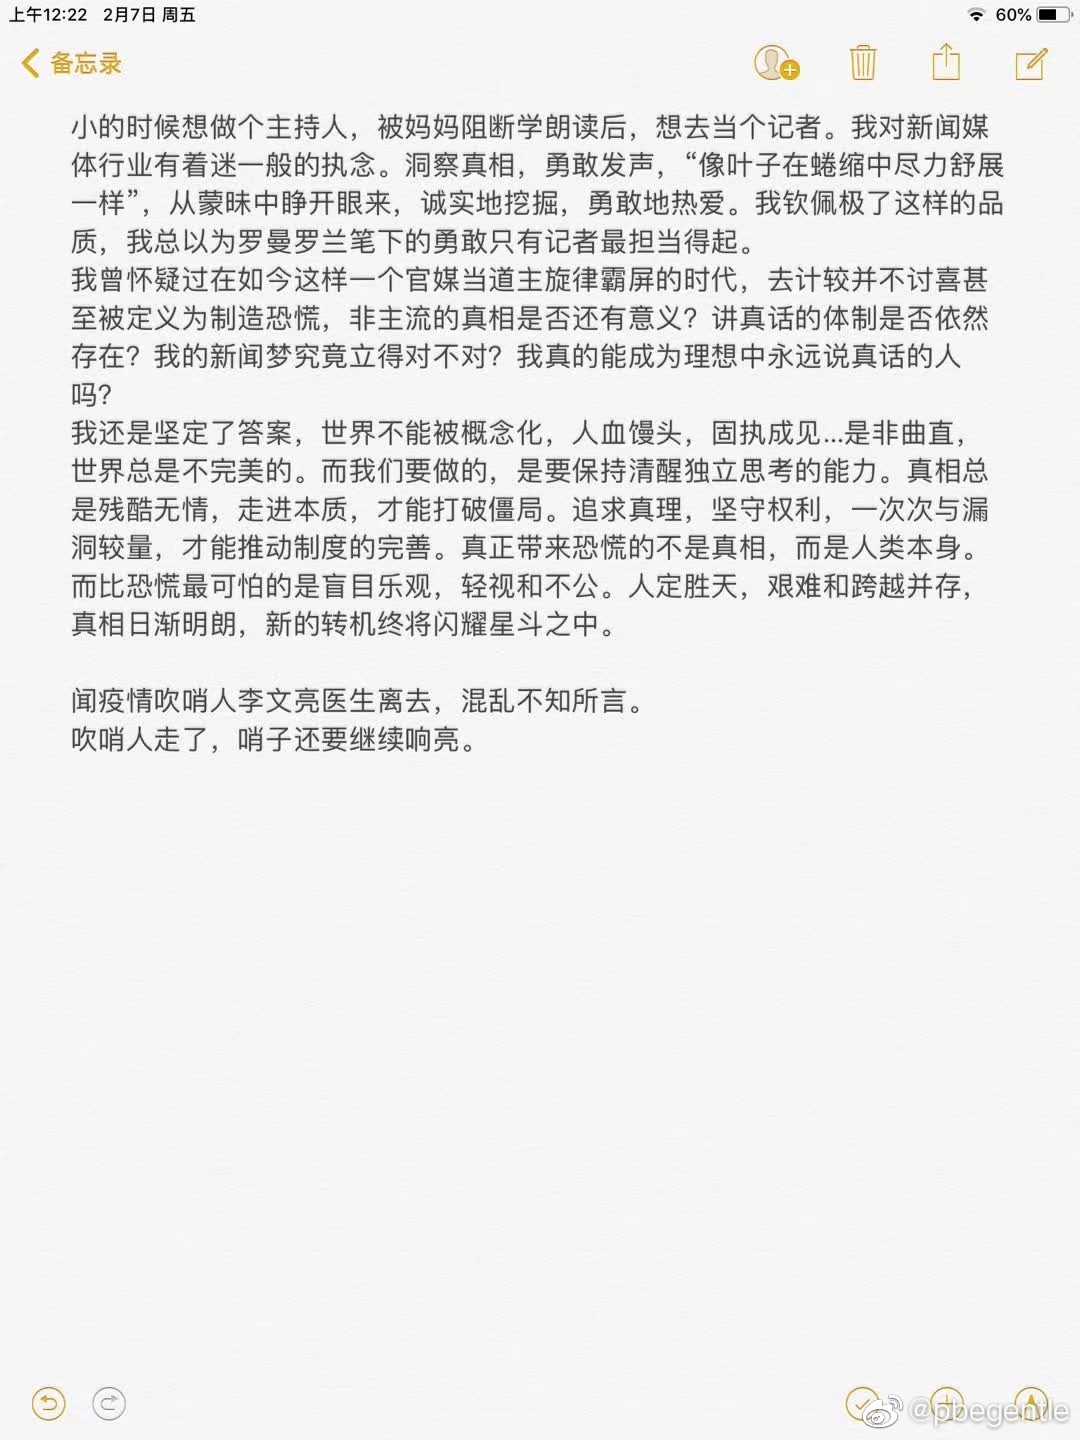 上午12:22 2月7日 周五 60%
备忘录
小的时候想做个主持人，被妈妈阻断学朗读后，想去当个记者。我对新闻媒
体行业有着迷一般的执念。洞察真相，勇敢发声，“像叶子在蜷缩中尽力舒展
一样”，从蒙昧中睁开眼来，诚实地挖掘，勇敢地热爱。我钦佩极了这样的品
质，我总以为罗曼罗兰笔下的勇敢只有记者最担当得起。
我曾怀疑过在如今这样一个官媒当道主旋律霸屏的时代，去计较并不讨喜甚
至被定义为制造恐慌，非主流的真相是否还有意义？讲真话的体制是否依然
存在？我的新闻梦究竟立得对不对？我真的能成为理想中永远说真话的人
吗？
我还是坚定了答案，世界不能被概念化，人血馒头，固执成见...是非曲直，
世界总是不完美的。而我们要做的，是要保持清醒独立思考的能力。真相总
是残酷无情，走进本质，才能打破僵局。追求真理，坚守权利，一次次与漏
洞较量，才能推动制度的完善。真正带来恐慌的不是真相，而是人类本身。
而比恐慌最可怕的是盲目乐观，轻视和不公。人定胜天，艰难和跨越并存，
真相日渐明朗，新的转机终将闪耀星斗之中。
闻疫情吹哨人李文亮医生离去，混乱不知所言。
吹哨人走了，哨子还要继续响亮。
@pbegentle